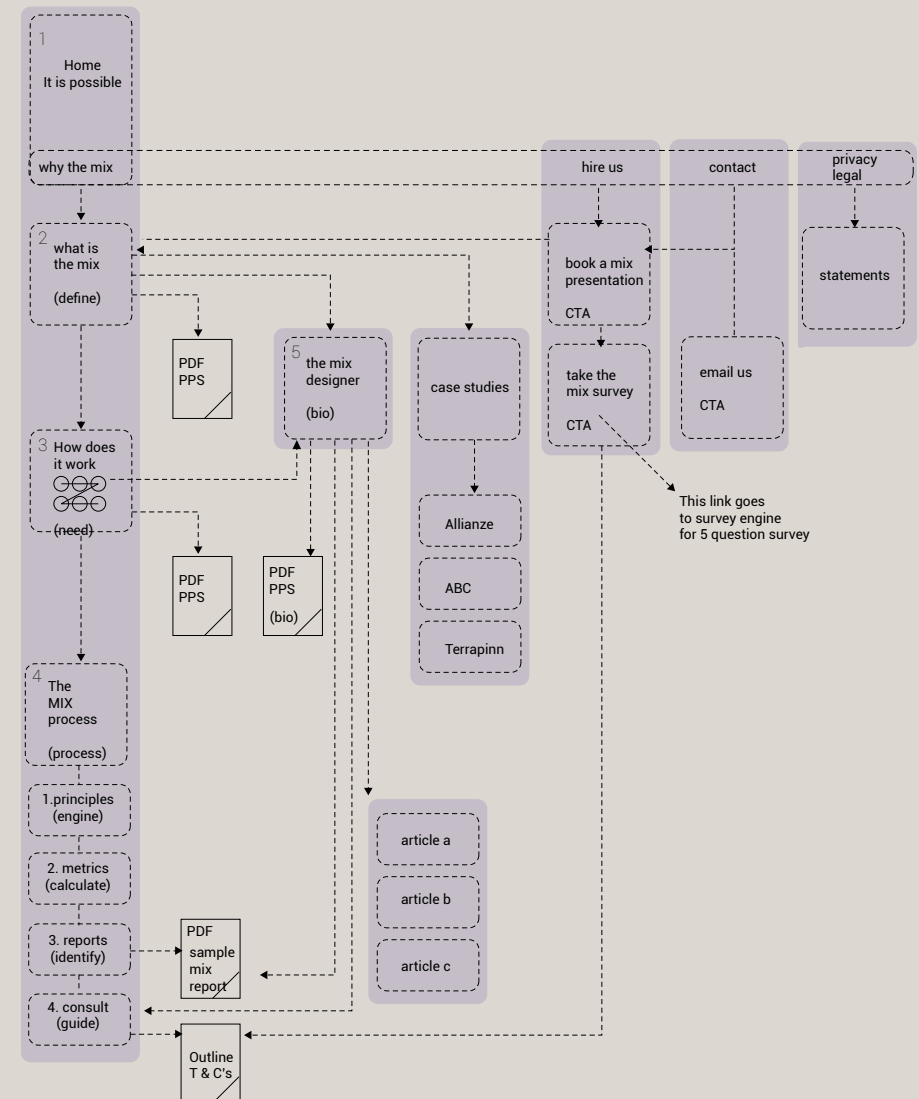 1
Home
It is possible
why the mix
hire us
contact
privacy
legal
2
what is
the mix
(define)
book a mix
presentation
CTA
statements
PDF
PPS
5
the mix
designer
(bio)
case studies
take the
mix survey
CTA
email us
CTA
3
How does
it work
(need)
This link goes
to survey engine
for 5 question survey
Allianze
ABC
Terrapinn
PDF
PPS
PDF
PPS
(bio)
4
The
MIX
process
(process)
1.principles
(engine)
2. metrics
(calculate)
3. reports
(identify)
4. consult
(guide)
article a
article b
article c
PDF
sample
mix
report
Outline
T & C's